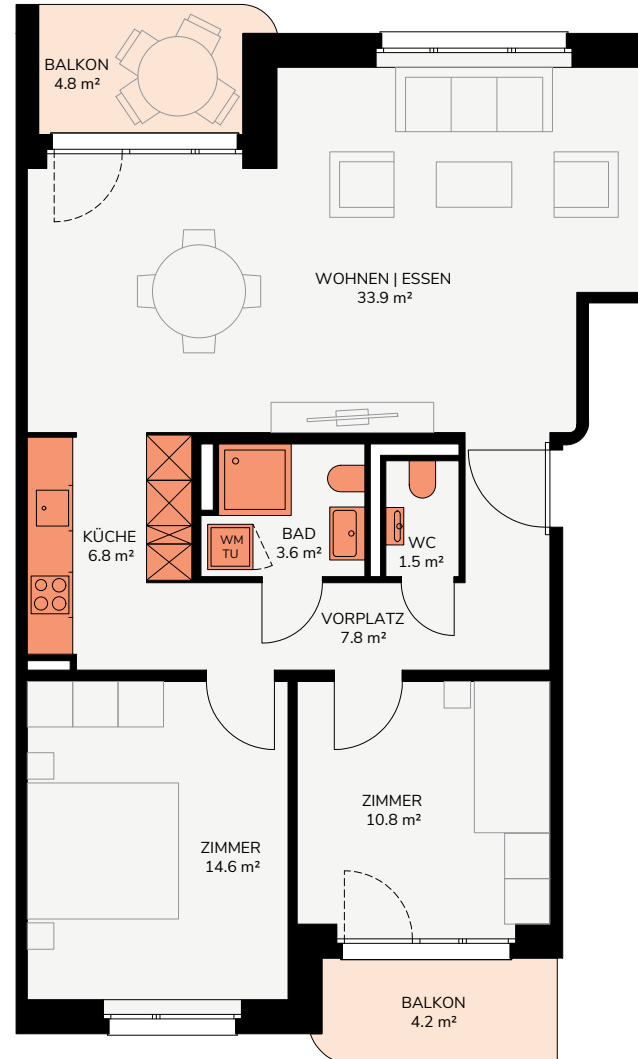 BALKON
4.8 m²
WOHNEN | ESSEN
33.9 m²
KÜCHE
6.8 m²
WM
TU
BAD
3.6 m²
WC
1.5 m²
VORPLATZ
7.8 m²
ZIMMER
10.8 m²
ZIMMER
14.6 m²
BALKON
4.2 m²